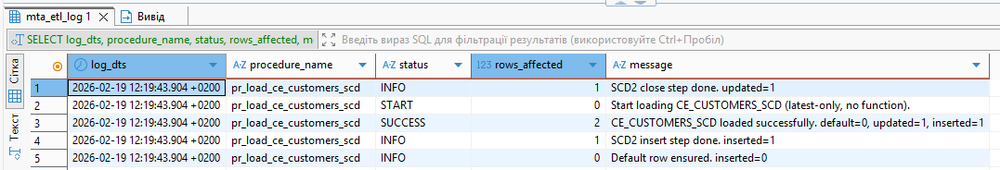 mta_etl_log 1 Вивід
SELECT log_dts, procedure_name, status, rows_affected, m Введіть вираз SQL для фільтрації результатів (використовуйте Ctrl+Пробіл)
Сітка
Текст
log_dts A-Z procedure_name A-Z status 123 rows_affected A-Z message
1 2026-02-19 12:19:43.904 +0200 pr_load_ce_customers_scd INFO 1 SCD2 close step done. updated=1
2 2026-02-19 12:19:43.904 +0200 pr_load_ce_customers_scd START 0 Start loading CE_CUSTOMERS_SCD (latest-only, no function).
3 2026-02-19 12:19:43.904 +0200 pr_load_ce_customers_scd SUCCESS 2 CE_CUSTOMERS_SCD loaded successfully. default=0, updated=1, inserted=1
4 2026-02-19 12:19:43.904 +0200 pr_load_ce_customers_scd INFO 1 SCD2 insert step done. inserted=1
5 2026-02-19 12:19:43.904 +0200 pr_load_ce_customers_scd INFO 0 Default row ensured. inserted=0